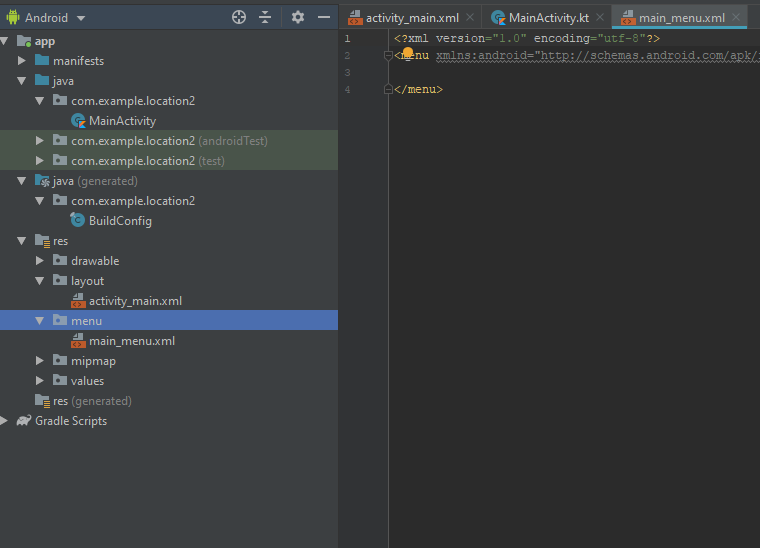 Android
app
manifests
java
com.example.location2
MainActivity
com.example.location2 (androidTest)
com.example.location2 (test)
java (generated)
com.example.location2
BuildConfig
res
drawable
layout
activity_main.xml
menu
main_menu.xml
mipmap
values
res (generated)
Gradle Scripts
activity_main.xml
MainActivity.kt
main_menu.xml
1 <?xml version="1.0" encoding="utf-8"?>
2 <menu xmlns:android="http://schemas.android.com/apk/
3
4 </menu>